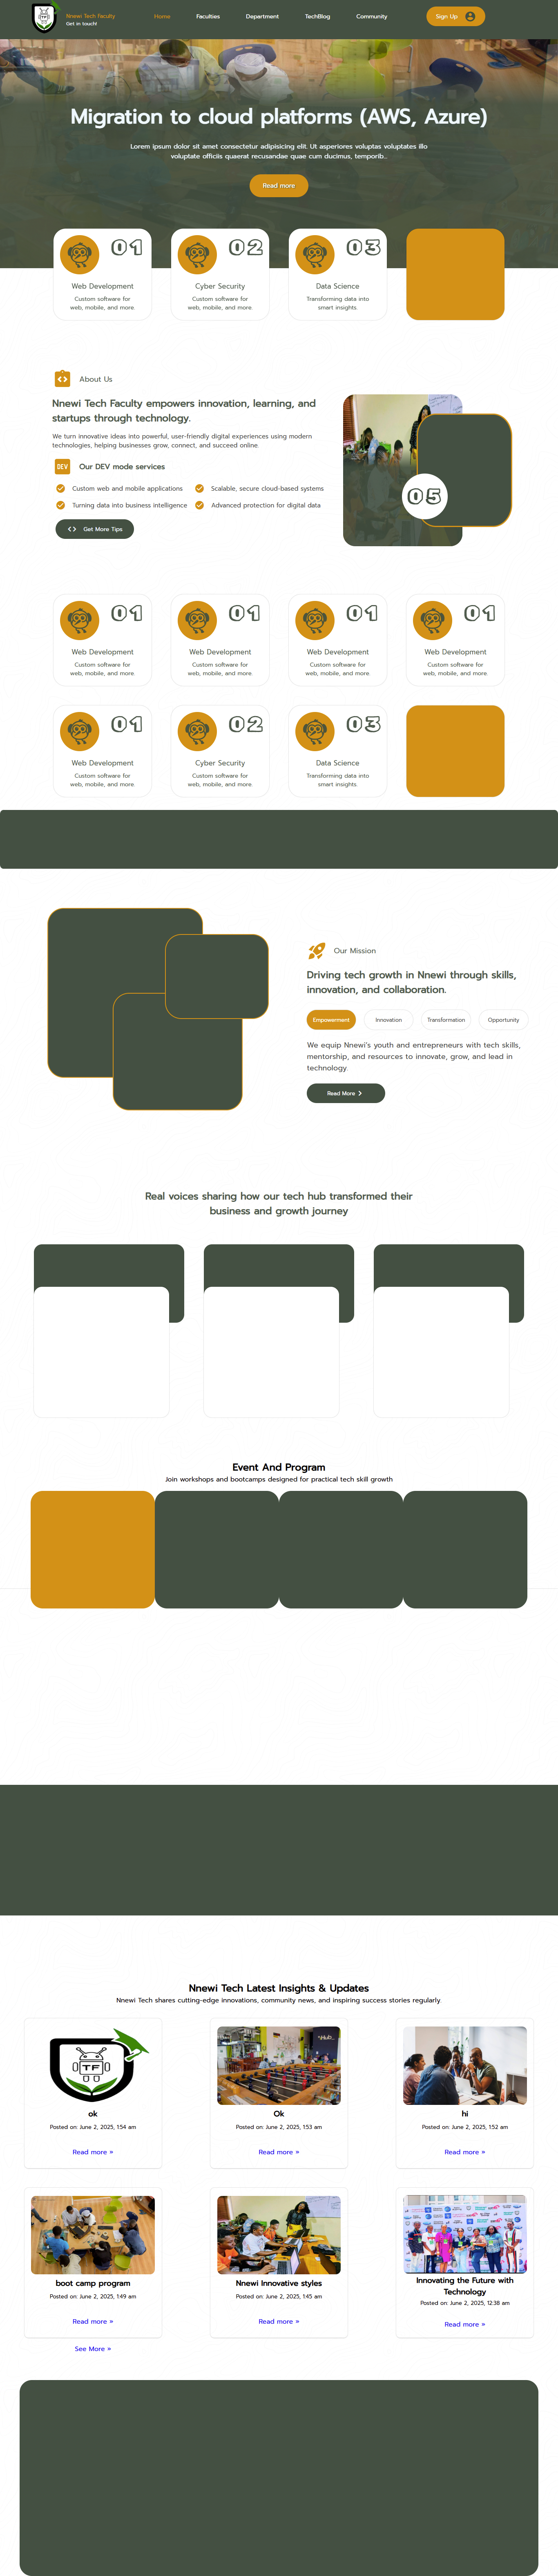 Nnewi Tech Faculty
Get in touch!
Home
Faculties
Department
TechBlog
Community
Sign Up
Migration to cloud platforms (AWS, Azure)
Lorem ipsum dolor sit amet consectetur adipisicing elit. Ut asperiores voluptas voluptates illo
voluptate officiis quaerat recusandae quae cum ducimus, temporib...
Read more
01
Web Development
Custom software for
web, mobile, and more.
02
Cyber Security
Custom software for
web, mobile, and more.
03
Data Science
Transforming data into
smart insights.
About Us
Nnewi Tech Faculty empowers innovation, learning, and
startups through technology.
We turn innovative ideas into powerful, user-friendly digital experiences using modern
technologies, helping businesses grow, connect, and succeed online.
DEV
Our DEV mode services
Custom web and mobile applications
Scalable, secure cloud-based systems
Turning data into business intelligence
Advanced protection for digital data
Get More Tips
05
01
Web Development
Custom software for
web, mobile, and more.
01
Web Development
Custom software for
web, mobile, and more.
01
Web Development
Custom software for
web, mobile, and more.
01
Web Development
Custom software for
web, mobile, and more.
01
Web Development
Custom software for
web, mobile, and more.
02
Cyber Security
Custom software for
web, mobile, and more.
03
Data Science
Transforming data into
smart insights.
Our Mission
Driving tech growth in Nnewi through skills,
innovation, and collaboration.
Empowerment
Innovation
Transformation
Opportunity
We equip Nnewi's youth and entrepreneurs with tech skills,
mentorship, and resources to innovate, grow, and lead in
technology.
Read More
Real voices sharing how our tech hub transformed their
business and growth journey
Event And Program
Join workshops and bootcamps designed for practical tech skill growth
Nnewi Tech Latest Insights & Updates
Nnewi Tech shares cutting-edge innovations, community news, and inspiring success stories regularly.
TF
ok
Posted on: June 2, 2025, 1:54 am
Read more »
Ok
Posted on: June 2, 2025, 1:53 am
Read more »
hi
Posted on: June 2, 2025, 1:52 am
Read more »
boot camp program
Posted on: June 2, 2025, 1:49 am
Read more »
Nnewi Innovative styles
Posted on: June 2, 2025, 1:45 am
Read more »
Innovating the Future with
Technology
Posted on: June 2, 2025, 12:38 am
Read more »
See More »